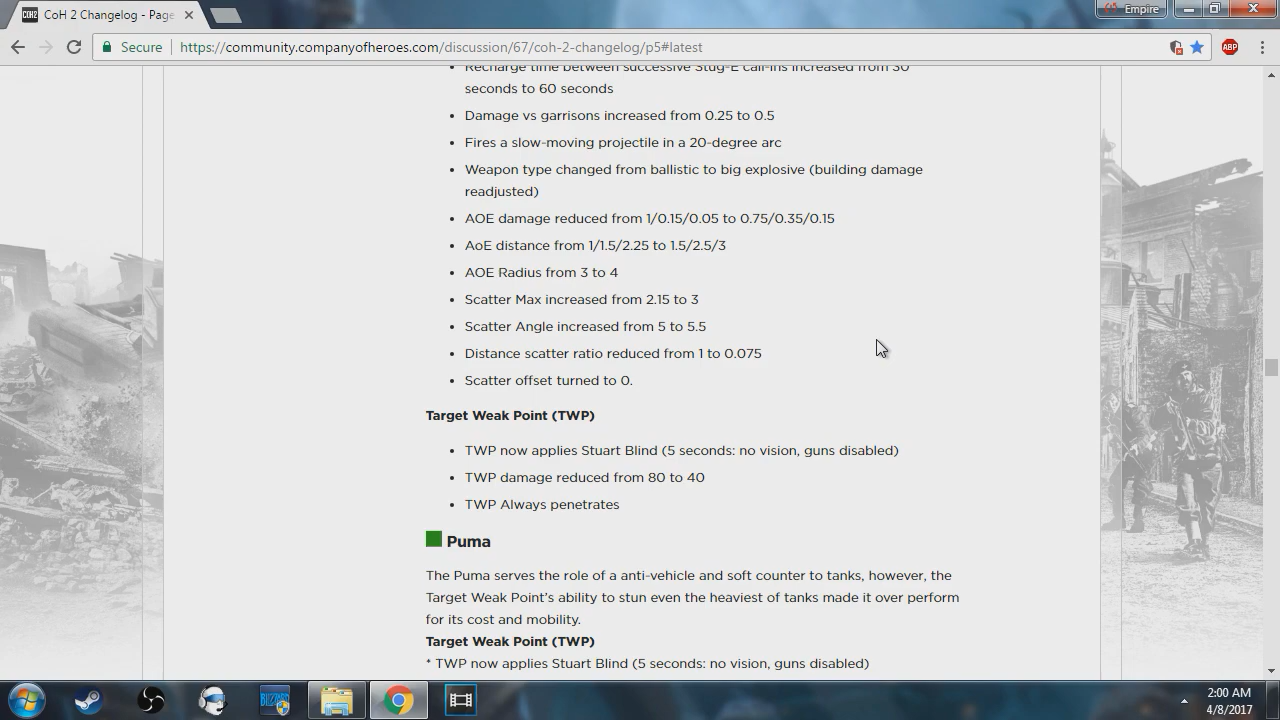 CoH 2 Changelog - Page
Empire
Secure
https://community.companyofheroes.com/discussion/67/coh-2-changelog/p5#latest
ABP
Recharge time between successive Stug-E call-ins increased from 30
seconds to 60 seconds
• Damage vs garrisons increased from 0.25 to 0.5
• Fires a slow-moving projectile in a 20-degree arc
• Weapon type changed from ballistic to big explosive (building damage
readjusted)
• AOE damage reduced from 1/0.15/0.05 to 0.75/0.35/0.15
• AoE distance from 1/1.5/2.25 to 1.5/2.5/3
• AOE Radius from 3 to 4
• Scatter Max increased from 2.15 to 3
• Scatter Angle increased from 5 to 5.5
• Distance scatter ratio reduced from 1 to 0.075
• Scatter offset turned to 0.
Target Weak Point (TWP)
• TWP now applies Stuart Blind (5 seconds: no vision, guns disabled)
• TWP damage reduced from 80 to 40
• TWP Always penetrates
Puma
The Puma serves the role of a anti-vehicle and soft counter to tanks, however, the
Target Weak Point's ability to stun even the heaviest of tanks made it over perform
for its cost and mobility.
Target Weak Point (TWP)
* TWP now applies Stuart Blind (5 seconds: no vision, guns disabled)
2:00 AM
4/8/2017